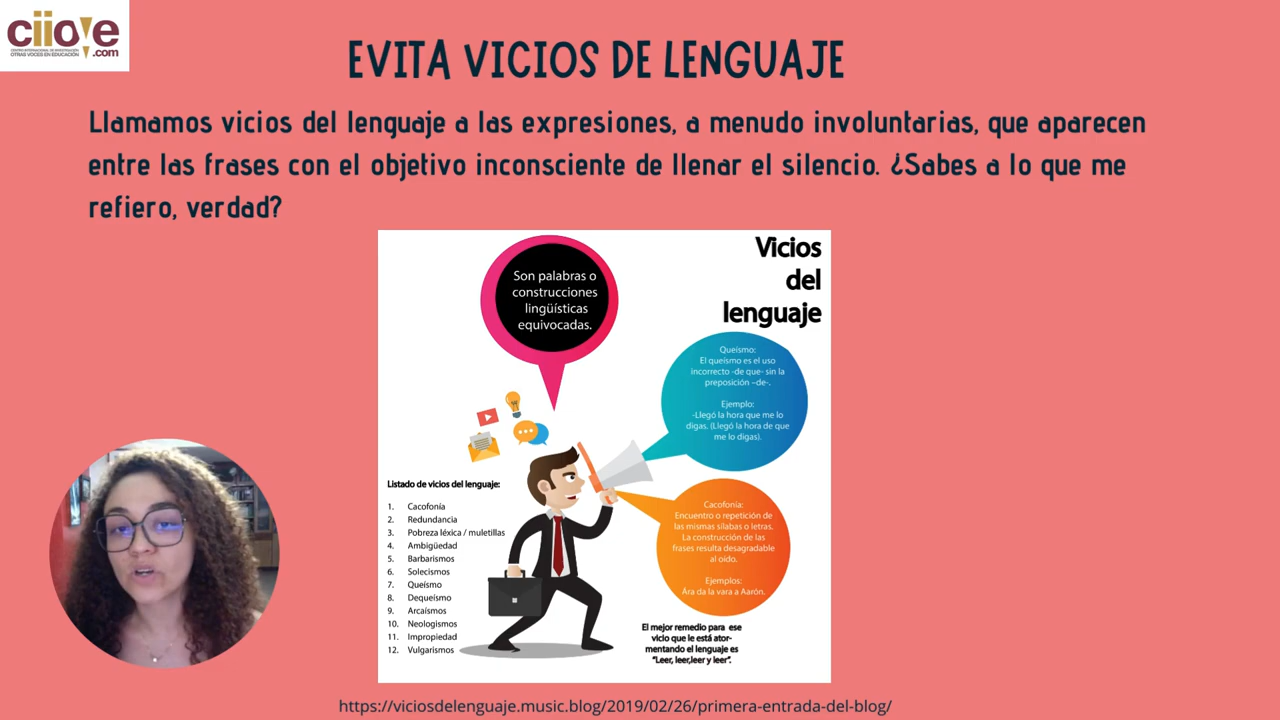 ciiove
CENTRO INTERNACIONAL DE INVESTIGACIÓN
OTRAS VOCES EN EDUCACIÓN
.com
EVITA VICIOS DE LENGUAJE
Llamamos vicios del lenguaje a las expresiones, a menudo involuntarias, que aparecen
entre las frases con el objetivo inconsciente de llenar el silencio. ¿Sabes a lo que me
refiero, verdad?
Vicios
del
lenguaje
Son palabras o
construcciones
lingüísticas
equivocadas.
Queísmo:
El queísmo es el uso
incorrecto -de que- sin la
preposición –de-.
Ejemplo:
-Llegó la hora que me lo
digas. (Llegó la hora de que
me lo digas).
Listado de vicios del lenguaje:
1. Cacofonía
2. Redundancia
3. Pobreza léxica / muletillas
4. Ambigüedad
5. Barbarismos
6. Solecismos
7. Queísmo
8. Dequeísmo
9. Arcaísmos
10. Neologismos
11. Impropiedad
12. Vulgarismos
Cacofonía:
Encuentro o repetición de
las mismas sílabas o letras.
La construcción de las
frases resulta desagradable
al oído.
Ejemplos:
Ára da la vara a Aarón.
El mejor remedio para ese
vicio que le está ator-
mentando el lenguaje es
“Leer, leer,leer y leer”.
https://viciosdelenguaje.music.blog/2019/02/26/primera-entrada-del-blog/